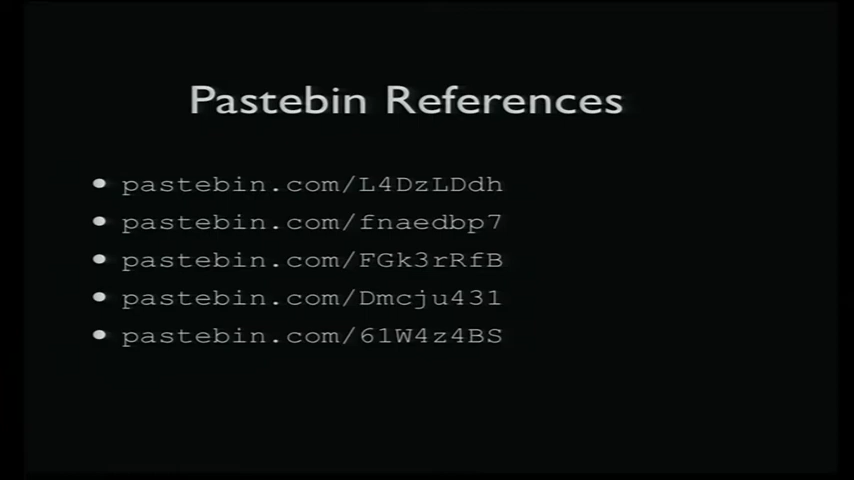 Pastebin References
• pastebin.com/L4DzLDdh
• pastebin.com/fnaedbp7
• pastebin.com/FGk3rRfB
• pastebin.com/Dmcju431
• pastebin.com/61W4z4BS